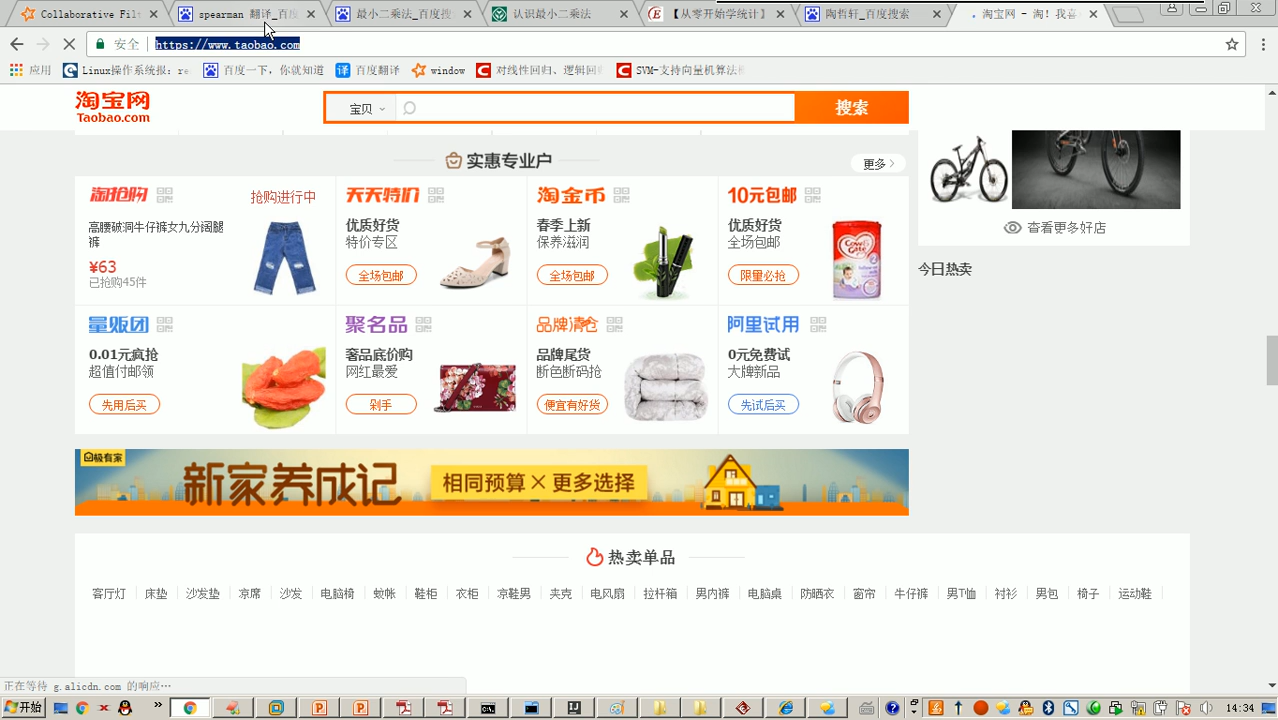 Collaborative Filt
spearman 翻译_百度
最小二乘法_百度搜
认识最小二乘法
【从零开始学统计】
陶哲轩_百度搜索
淘宝网 - 淘！我喜
安全
https://www.taobao.com
应用
Linux操作系统报: re
百度一下，你就知道
百度翻译
window
对线性回归、逻辑回归
SVM-支持向量机算法
淘宝网
Taobao.com
宝贝
搜索
实惠专业户
更多
查看更多好店
今日热卖
淘抢购
抢购进行中
高腰破洞牛仔裤女九分阔腿
裤
¥63
已抢购45件
天天特价
优质好货
特价专区
全场包邮
淘金币
春季上新
保养滋润
全场包邮
10元包邮
优质好货
全场包邮
限量必抢
量贩团
0.01元疯抢
超值付邮领
先用后买
聚名品
奢品底价购
网红最爱
剁手
品牌清仓
品牌尾货
断色断码抢
便宜有好货
阿里试用
0元免费试
大牌新品
先试后买
极有家
新家养成记
相同预算×更多选择
热卖单品
客厅灯 床垫 沙发垫 凉席 沙发 电脑椅 蚊帐 鞋柜 衣柜 凉鞋男 夹克 电风扇 拉杆箱 男内裤 电脑桌 防晒衣 窗帘 牛仔裤 男T恤 衬衫 男包 椅子 运动鞋
正在等待 g.alicdn.com 的响应…
开始
14:34